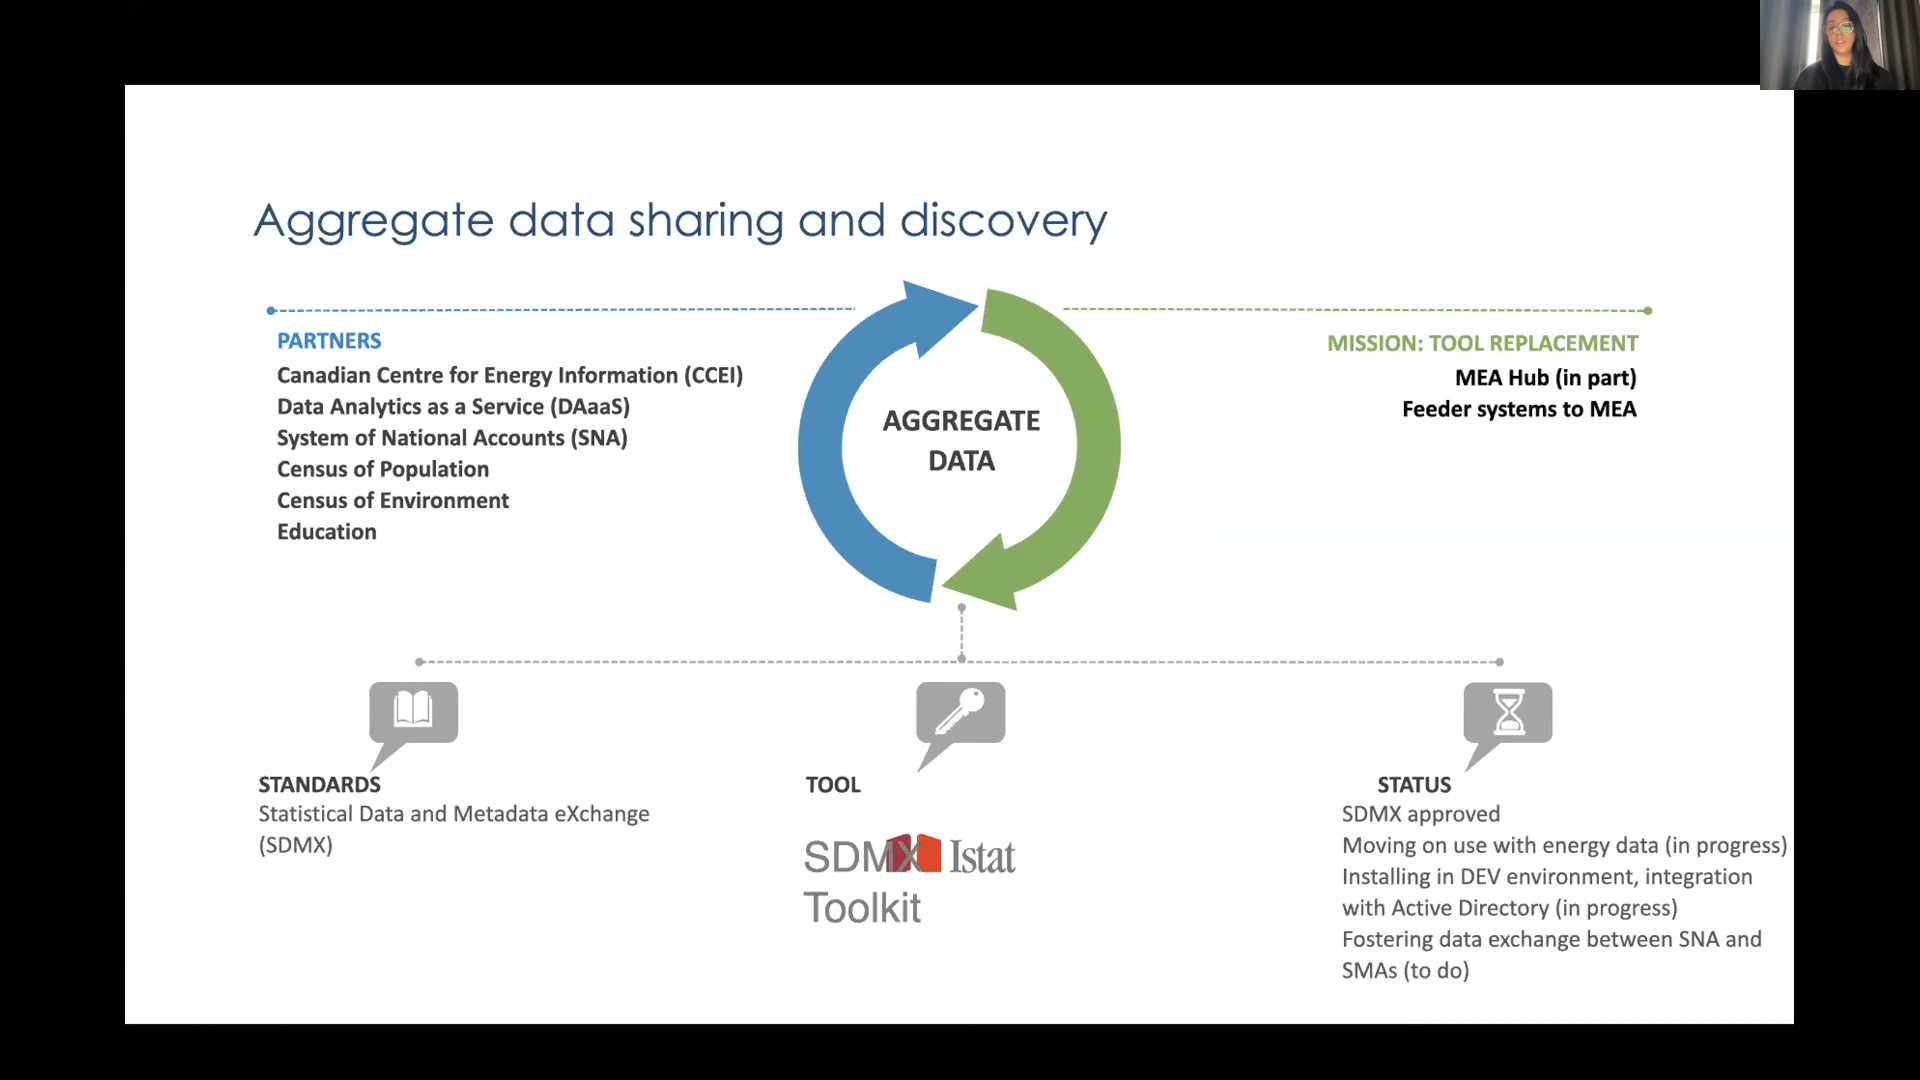 Aggregate data sharing and discovery
PARTNERS
Canadian Centre for Energy Information (CCEI)
Data Analytics as a Service (DAaaS)
System of National Accounts (SNA)
Census of Population
Census of Environment
Education
AGGREGATE
DATA
MISSION: TOOL REPLACEMENT
MEA Hub (in part)
Feeder systems to MEA
STANDARDS
Statistical Data and Metadata eXchange
(SDMX)
TOOL
SDMX Istat
Toolkit
STATUS
SDMX approved
Moving on use with energy data (in progress)
Installing in DEV environment, integration
with Active Directory (in progress)
Fostering data exchange between SNA and
SMAs (to do)